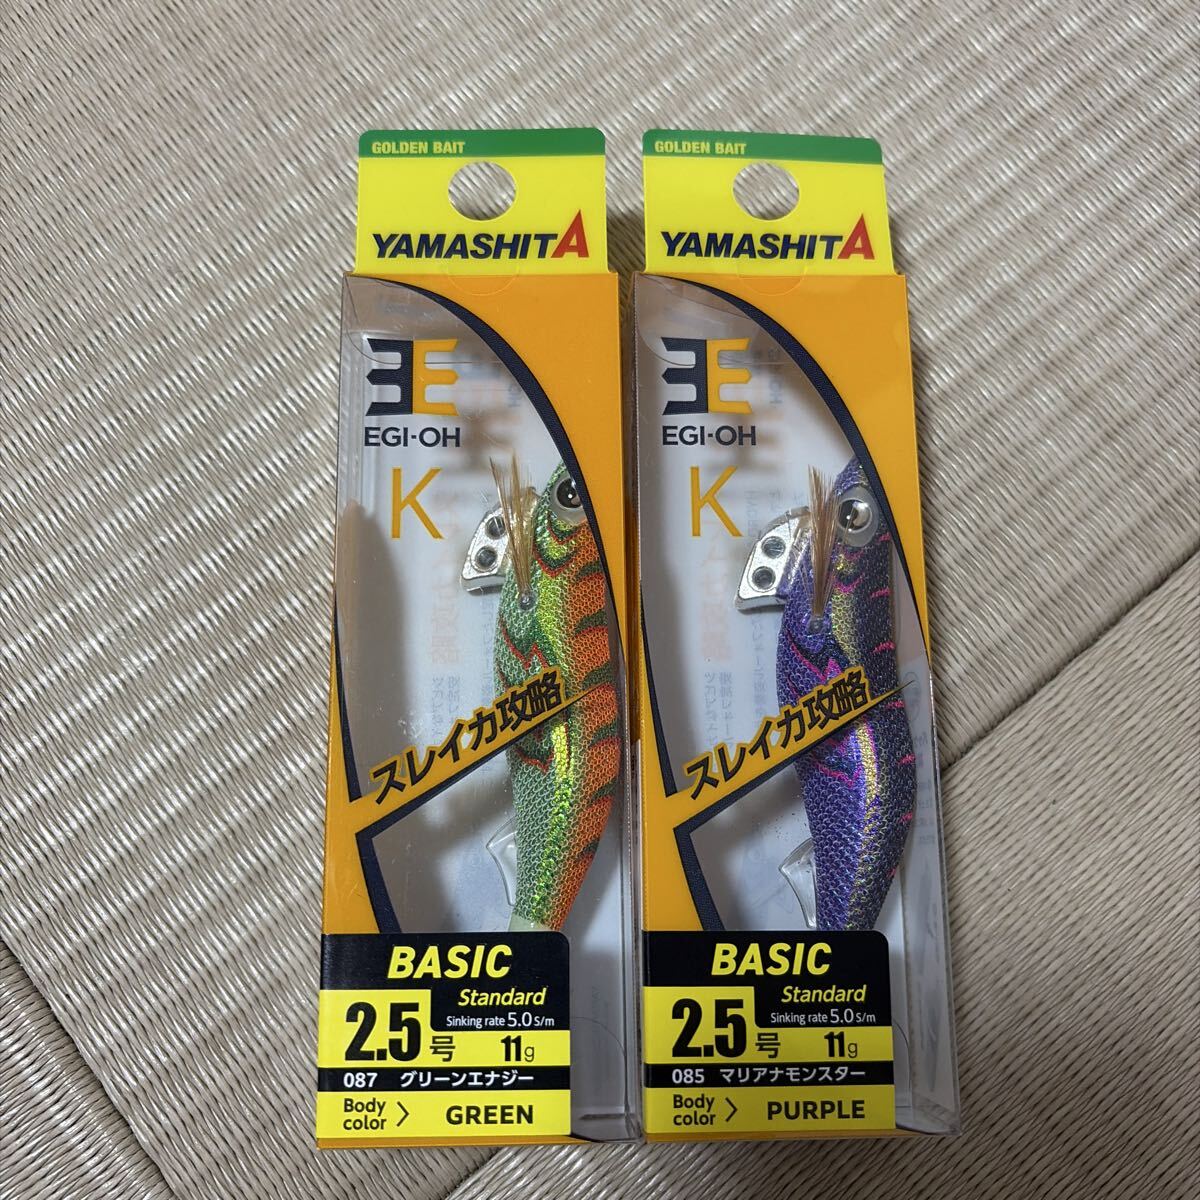 GOLDEN BAIT
YAMASHITA
EGI-OH
K
スレイカ攻略
BASIC
Standard
Sinking rate 5.0 S/m
2.5号 11g
087 グリーンエナジー
Body color > GREEN
GOLDEN BAIT
YAMASHITA
EGI-OH
K
スレイカ攻略
BASIC
Standard
Sinking rate 5.0 S/m
2.5号 11g
085 マリアナモンスター
Body color > PURPLE